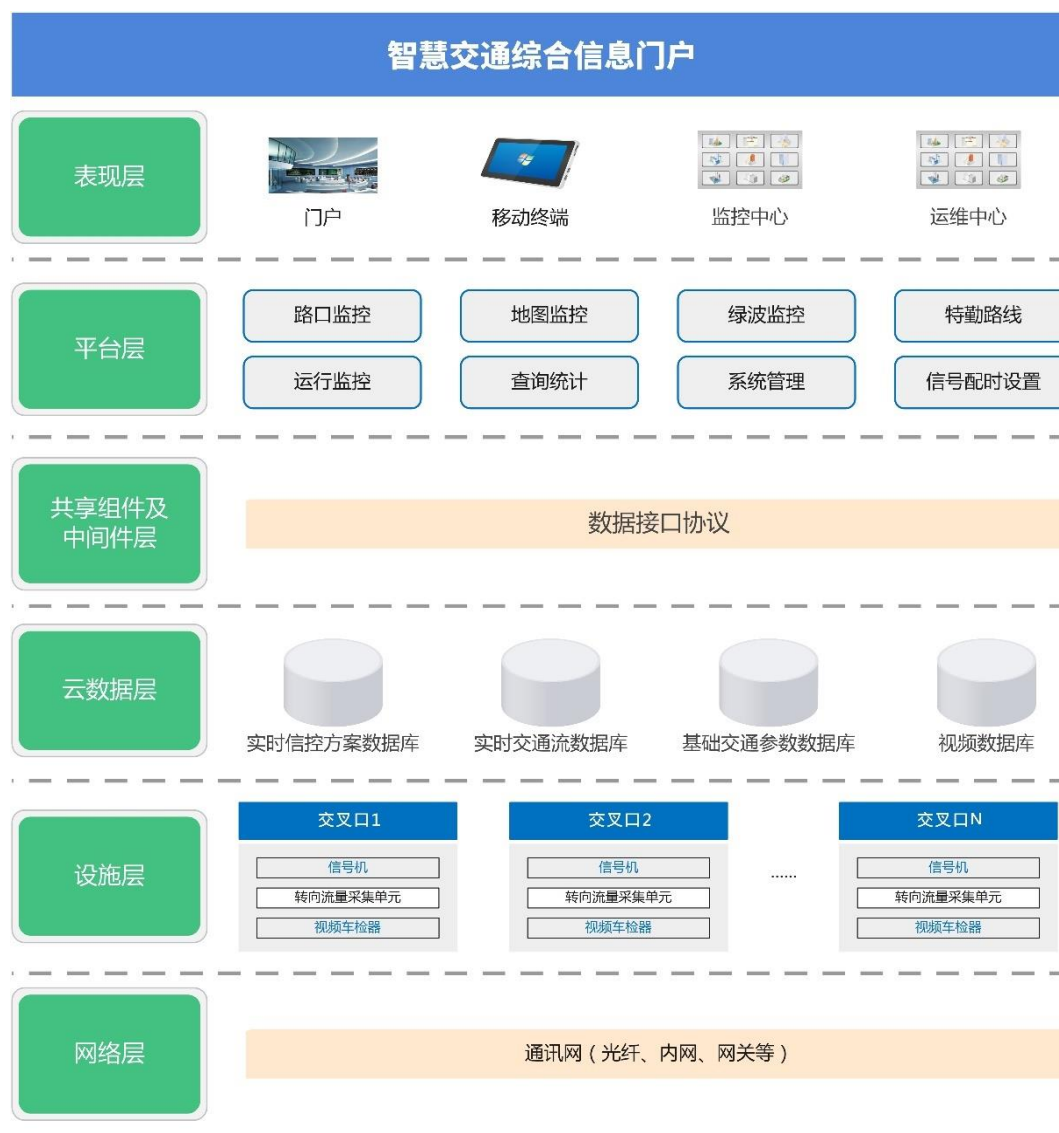 智慧交通综合信息门户
表现层
门户
移动终端
监控中心
运维中心
平台层
路口监控
地图监控
绿波监控
特勤路线
运行监控
查询统计
系统管理
信号配时设置
共享组件及
中间件层
数据接口协议
云数据层
实时信控方案数据库
实时交通流数据库
基础交通参数数据库
视频数据库
设施层
交叉口1
交叉口2
交叉口N
信号机
信号机
......
信号机
转向流量采集单元
转向流量采集单元
转向流量采集单元
视频车检器
视频车检器
视频车检器
网络层
通讯网（光纤、内网、网关等）